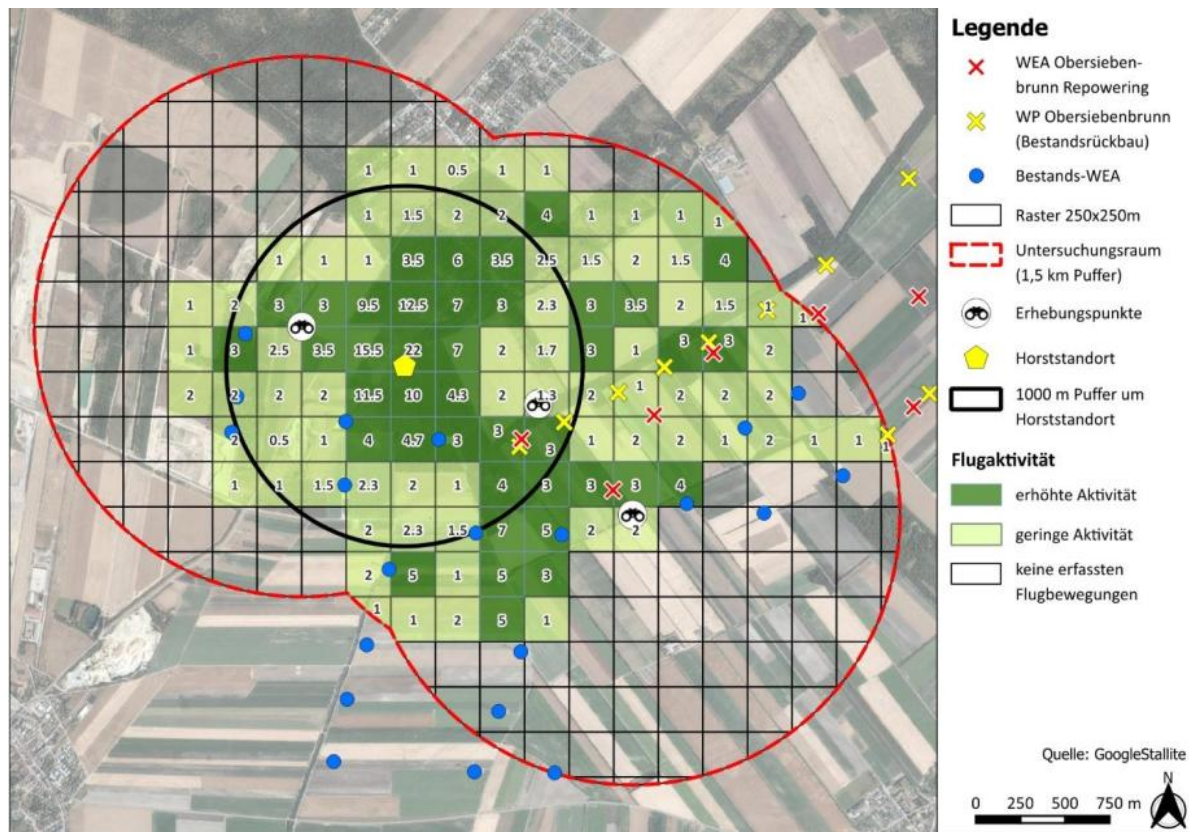 1 1 0.5 1 1
1 1.5 2 2 4 1 1 1 1
1 1 1 3.5 6 3.5 2.5 1.5 2 1.5 4
1 2 3 3 9.5 12.5 7 3 2.3 3 3.5 2 1.5 1 1
1 3 2.5 3.5 15.5 22 7 2 1.7 3 1 3 3 2
2 2 2 2 11.5 10 4.3 2 1.3 2 1 2 2 2
2 0.5 1 4 4.7 3 3 3 1 2 2 1 2 1 1 1
1 1 1.5 2.3 2 1 4 3 3 3 4
2 2.3 1.5 7 5 2 2
2 5 1 5 3
1 1 2 5 1
Legende
WEA Obersieben-
brunn Repowering
WP Obersiebenbrunn
(Bestandsrückbau)
Bestands-WEA
Raster 250x250m
Untersuchungsraum
(1,5 km Puffer)
Erhebungspunkte
Horststandort
1000 m Puffer um
Horststandort
Flugaktivität
erhöhte Aktivität
geringe Aktivität
keine erfassten
Flugbewegungen
Quelle: GoogleStallite
N
0 250 500 750 m